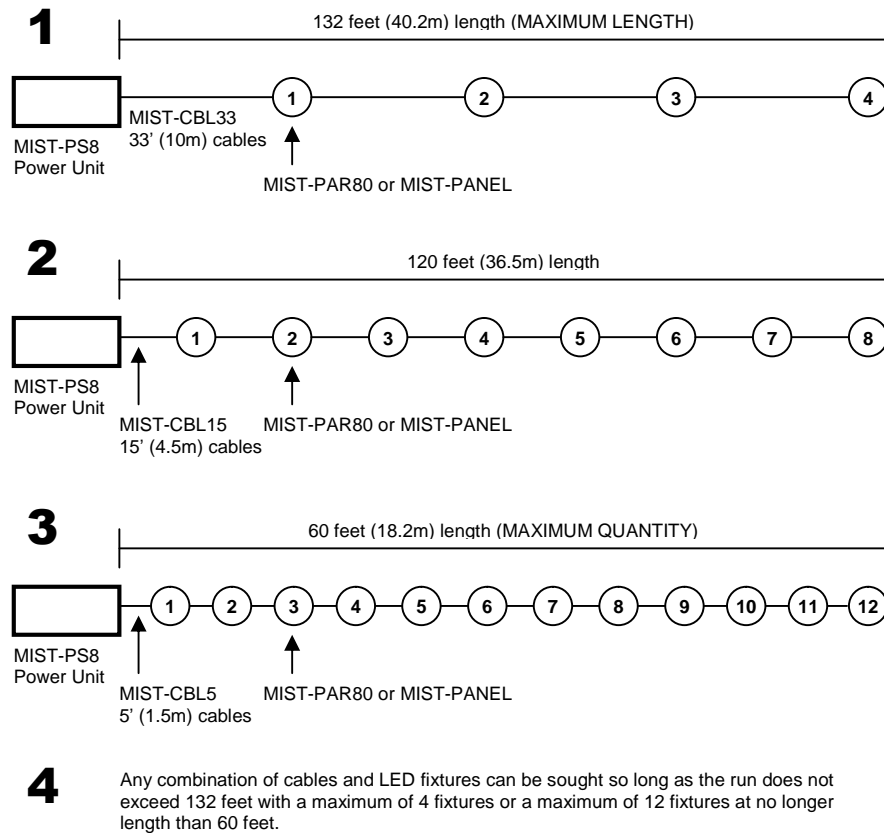 1
132 feet (40.2m) length (MAXIMUM LENGTH)
1 2 3 4
MIST-CBL33
33' (10m) cables
MIST-PS8
Power Unit
MIST-PAR80 or MIST-PANEL
2
120 feet (36.5m) length
1 2 3 4 5 6 7 8
MIST-PS8
Power Unit
MIST-CBL15
15' (4.5m) cables
MIST-PAR80 or MIST-PANEL
3
60 feet (18.2m) length (MAXIMUM QUANTITY)
1 2 3 4 5 6 7 8 9 10 11 12
MIST-PS8
Power Unit
MIST-CBL5
5' (1.5m) cables
MIST-PAR80 or MIST-PANEL
4
Any combination of cables and LED fixtures can be sought so long as the run does not
exceed 132 feet with a maximum of 4 fixtures or a maximum of 12 fixtures at no longer
length than 60 feet.